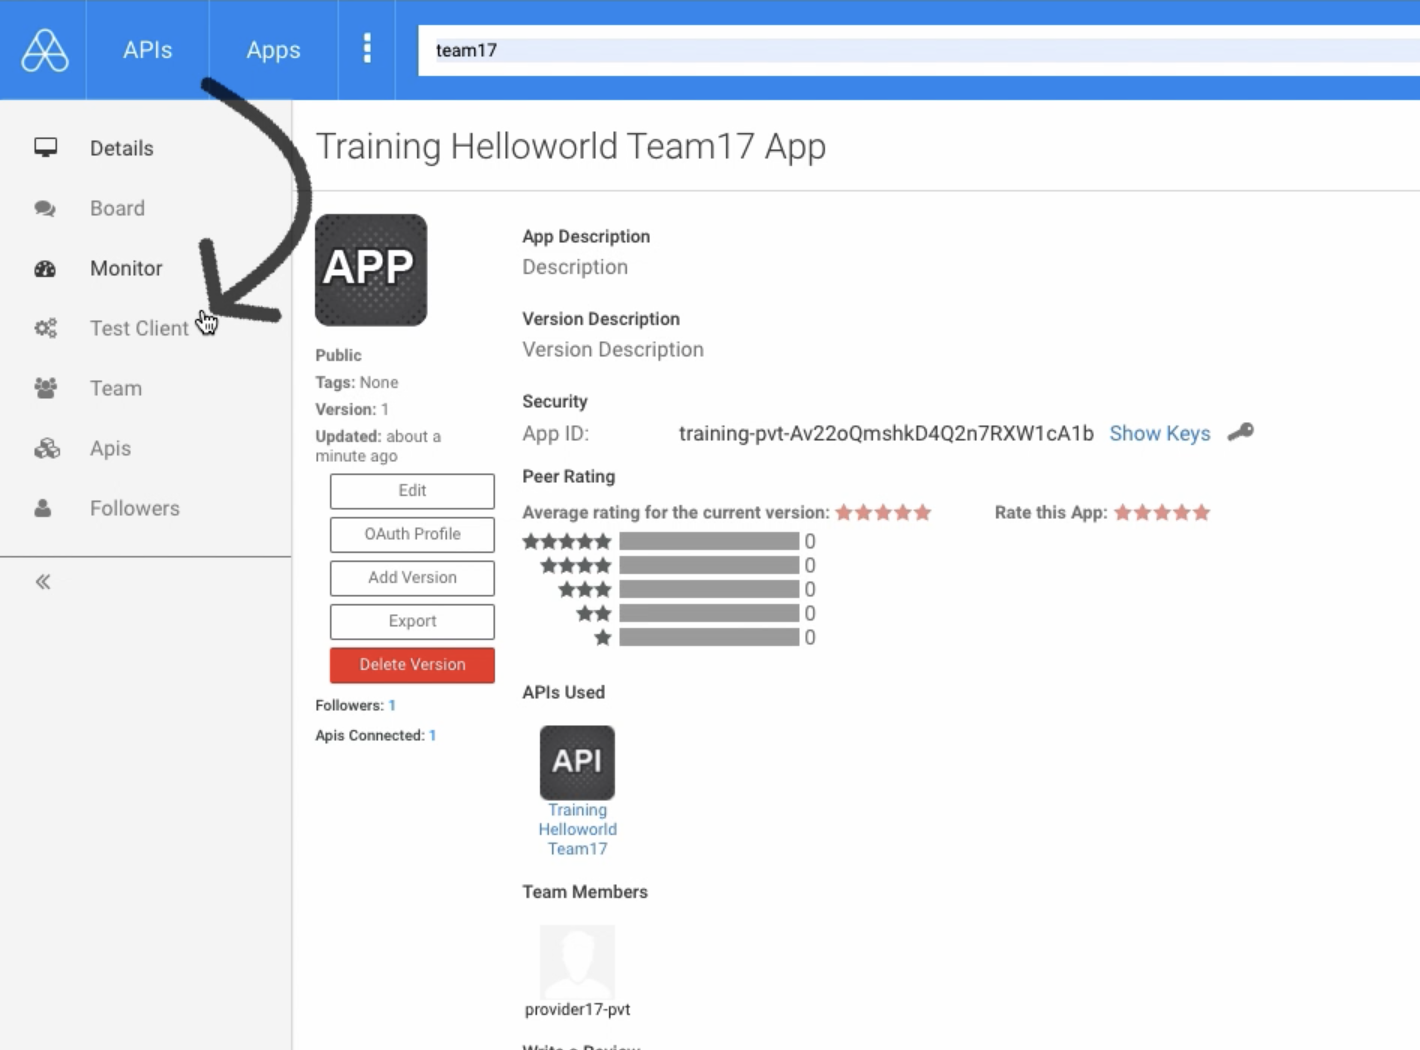 APIs
Apps
team17
Details
Board
Monitor
Test Client
Team
Apis
Followers
Training Helloworld Team17 App
APP
Public
Tags: None
Version: 1
Updated: about a
minute ago
Edit
OAuth Profile
Add Version
Export
Delete Version
Followers: 1
Apis Connected: 1
App Description
Description
Version Description
Version Description
Security
App ID: training-pvt-Av22oQmshkD4Q2n7RXW1cA1b Show Keys
Peer Rating
Average rating for the current version: Rate this App:
0
0
0
0
0
APIs Used
API
Training
Helloworld
Team17
Team Members
provider17-pvt
Write a Review